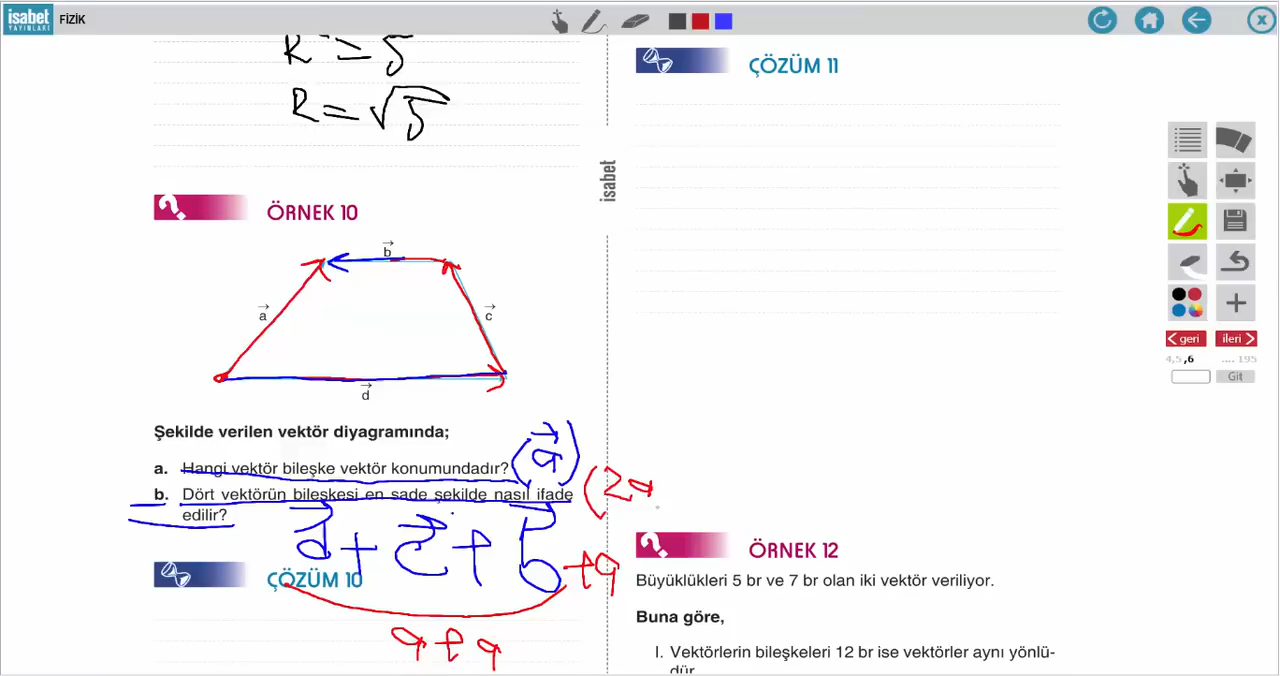 isabet
YAYINLARI
FİZİK
R = 5
R = √5
ÖRNEK 10
b
a
c
d
Şekilde verilen vektör diyagramında;
a. Hangi vektör bileşke vektör konumundadır? (a)
b. Dört vektörün bileşkesi en sade şekilde nasıl ifade
edilir?
(2a
d + c + b + a
ÇÖZÜM 10
a + a
isabet
ÇÖZÜM 11
ÖRNEK 12
Büyüklükleri 5 br ve 7 br olan iki vektör veriliyor.
Buna göre,
I. Vektörlerin bileşkeleri 12 br ise vektörler aynı yönlü-
dür.
geri
ileri
4,5,6 .... 195
Git